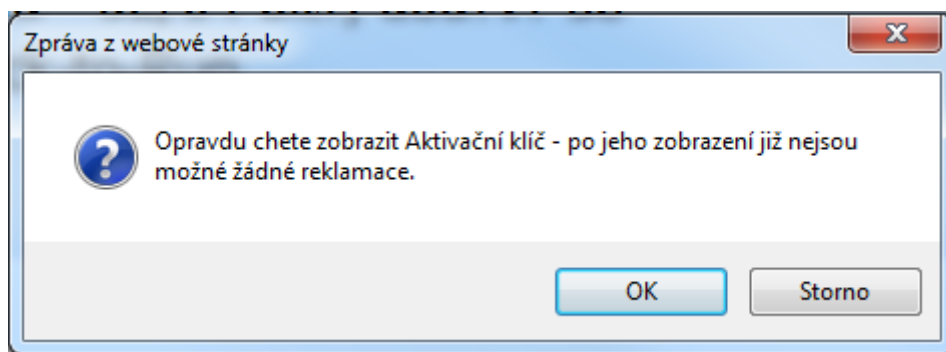 Zpráva z webové stránky
Opravdu chete zobrazit Aktivační klíč - po jeho zobrazení již nejsou
možné žádné reklamace.
OK
Storno